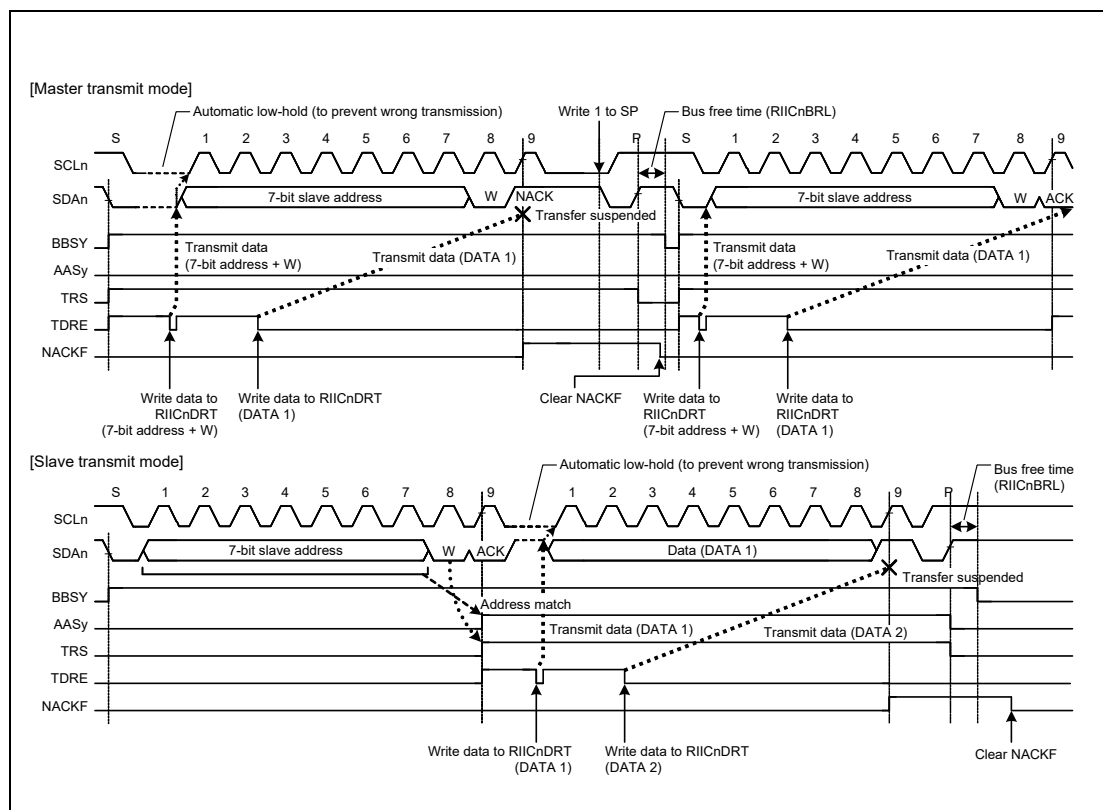 [Master transmit mode]
Automatic low-hold (to prevent wrong transmission)
Write 1 to SP
Bus free time (RIICnBRL)
S 1 2 3 4 5 6 7 8 9 P S 1 2 3 4 5 6 7 8 9
SCLn
SDAn 7-bit slave address W NACK 7-bit slave address W ACK
Transfer suspended
BBSY
Transmit data
(7-bit address + W)
Transmit data (DATA 1)
Transmit data
(7-bit address + W)
Transmit data (DATA 1)
AASy
TRS
TDRE
NACKF
Write data to
RIICnDRT
(7-bit address + W)
Write data to RIICnDRT
(DATA 1)
Clear NACKF
Write data to
RIICnDRT
(7-bit address + W)
Write data to
RIICnDRT
(DATA 1)
[Slave transmit mode]
Automatic low-hold (to prevent wrong transmission)
Bus free time
(RIICnBRL)
S 1 2 3 4 5 6 7 8 9 1 2 3 4 5 6 7 8 9 P
SCLn
SDAn 7-bit slave address W ACK Data (DATA 1)
Transfer suspended
BBSY
Address match
AASy
Transmit data (DATA 1)
Transmit data (DATA 2)
TRS
TDRE
NACKF
Write data to RIICnDRT
(DATA 1)
Write data to RIICnDRT
(DATA 2)
Clear NACKF